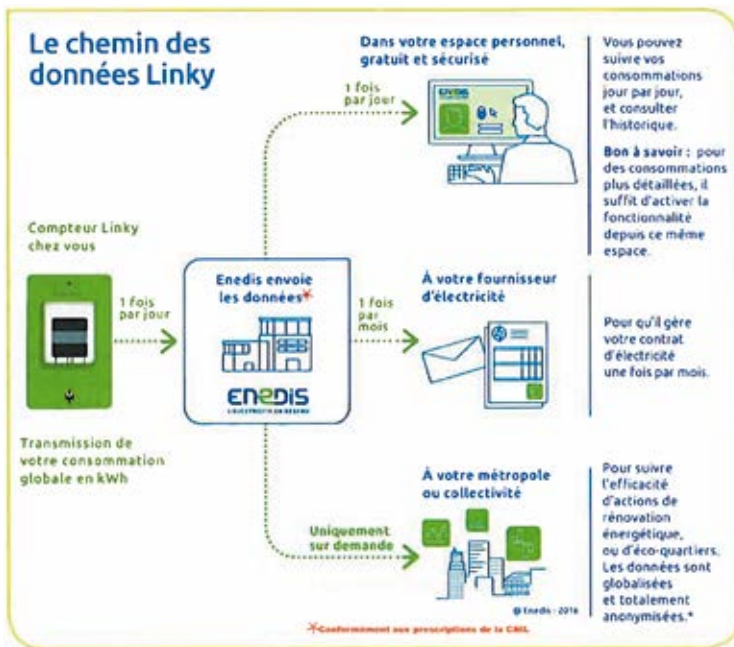 Le chemin des
données Linky
Dans votre espace personnel,
gratuit et sécurisé
1 fois
par jour
ENEDIS
Vous pouvez
suivre vos
consommations
jour par jour,
et consulter
l'historique.
Bon à savoir : pour
des consommations
plus détaillées, il
suffit d'activer la
fonctionnalité
depuis ce même
espace.
Compteur Linky
chez vous
1 fois
par jour
Enedis envoie
les données*
ENEDIS
L'ELECTRICITE EN RESEAU
1 fois
par
mois
À votre fournisseur
d'électricité
Pour qu'il gère
votre contrat
d'électricité
une fois par mois.
Transmission de
votre consommation
globale en kWh
Uniquement
sur demande
À votre métropole
ou collectivité
Pour suivre
l'efficacité
d'actions de
rénovation
énergétique,
ou d'éco-quartiers.
Les données sont
globalisées
et totalement
anonymisées.*
@ Enedis - 2016
*Conformément aux prescriptions de la CNIL